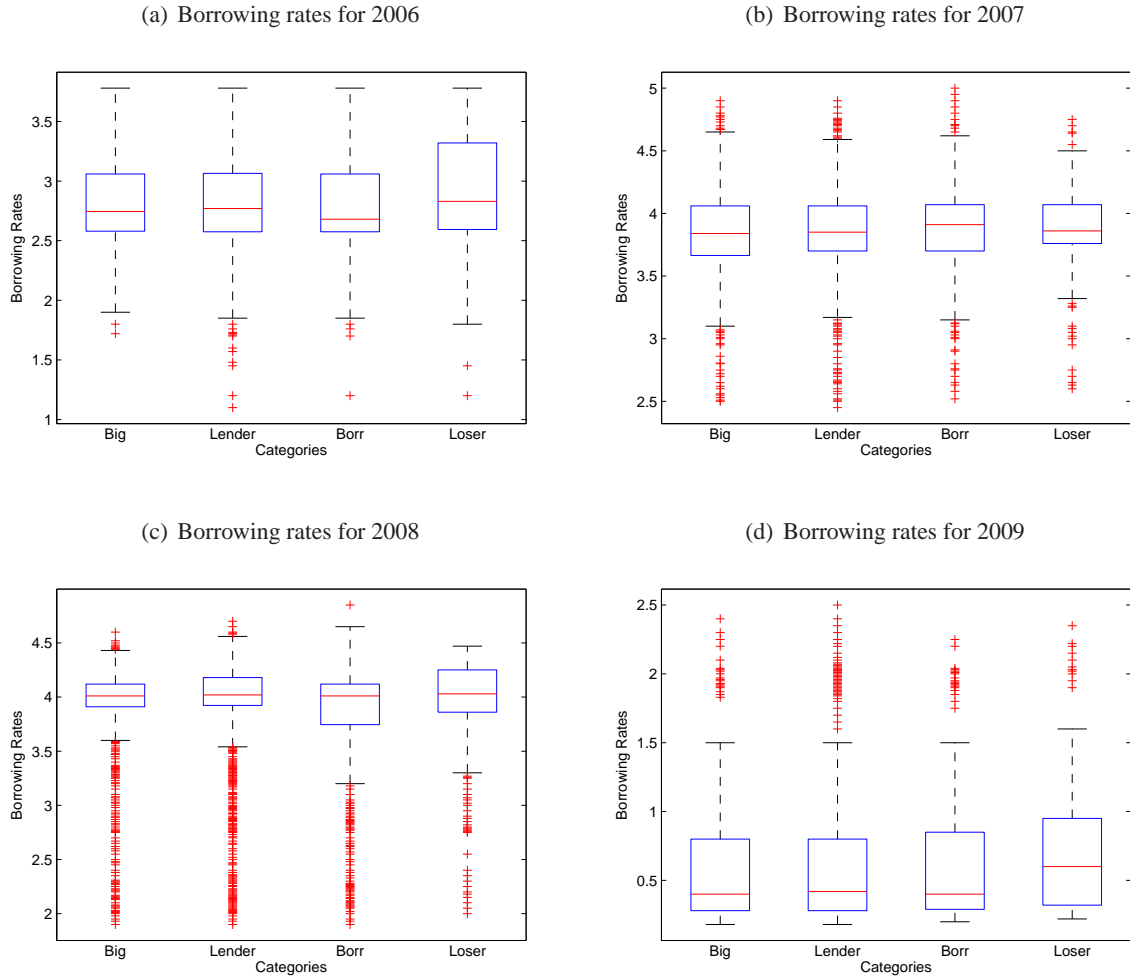 (a) Borrowing rates for 2006
3.5
3
2.5
2
1.5
1
Borrowing Rates
Big Lender Borr Loser
Categories
(b) Borrowing rates for 2007
5
4.5
4
3.5
3
2.5
Borrowing Rates
Big Lender Borr Loser
Categories
(c) Borrowing rates for 2008
4.5
4
3.5
3
2.5
2
Borrowing Rates
Big Lender Borr Loser
Categories
(d) Borrowing rates for 2009
2.5
2
1.5
1
0.5
Borrowing Rates
Big Lender Borr Loser
Categories